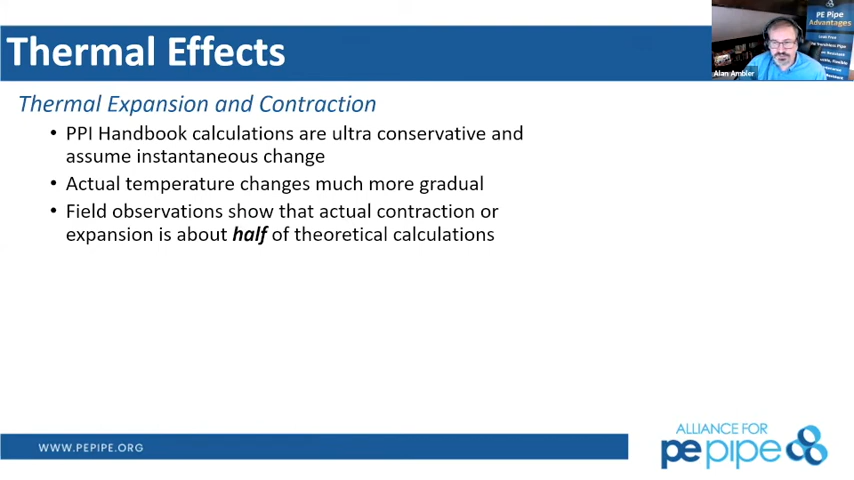 Thermal Effects
PE Pipe
Advantages
Alan Ambler
Thermal Expansion and Contraction
• PPI Handbook calculations are ultra conservative and
assume instantaneous change
• Actual temperature changes much more gradual
• Field observations show that actual contraction or
expansion is about half of theoretical calculations
WWW.PEPIPE.ORG
ALLIANCE FOR
pepipe